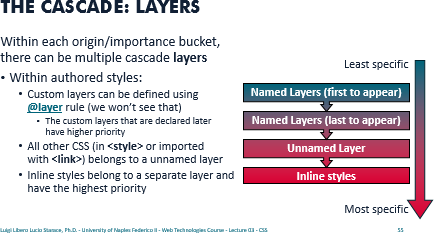 THE CASCADE: LAYERS
Within each origin/importance bucket,
there can be multiple cascade layers
• Within authored styles:
• Custom layers can be defined using
@layer rule (we won't see that)
• The custom layers that are declared later
have higher priority
• All other CSS (in <style> or imported
with <link>) belongs to a unnamed layer
• Inline styles belong to a separate layer and
have the highest priority
Least specific
Named Layers (first to appear)
Named Layers (last to appear)
Unnamed Layer
Inline styles
Most specific
Luigi Libero Lucio Starace, Ph.D. - University of Naples Federico II - Web Technologies Course - Lecture 03 - CSS
55